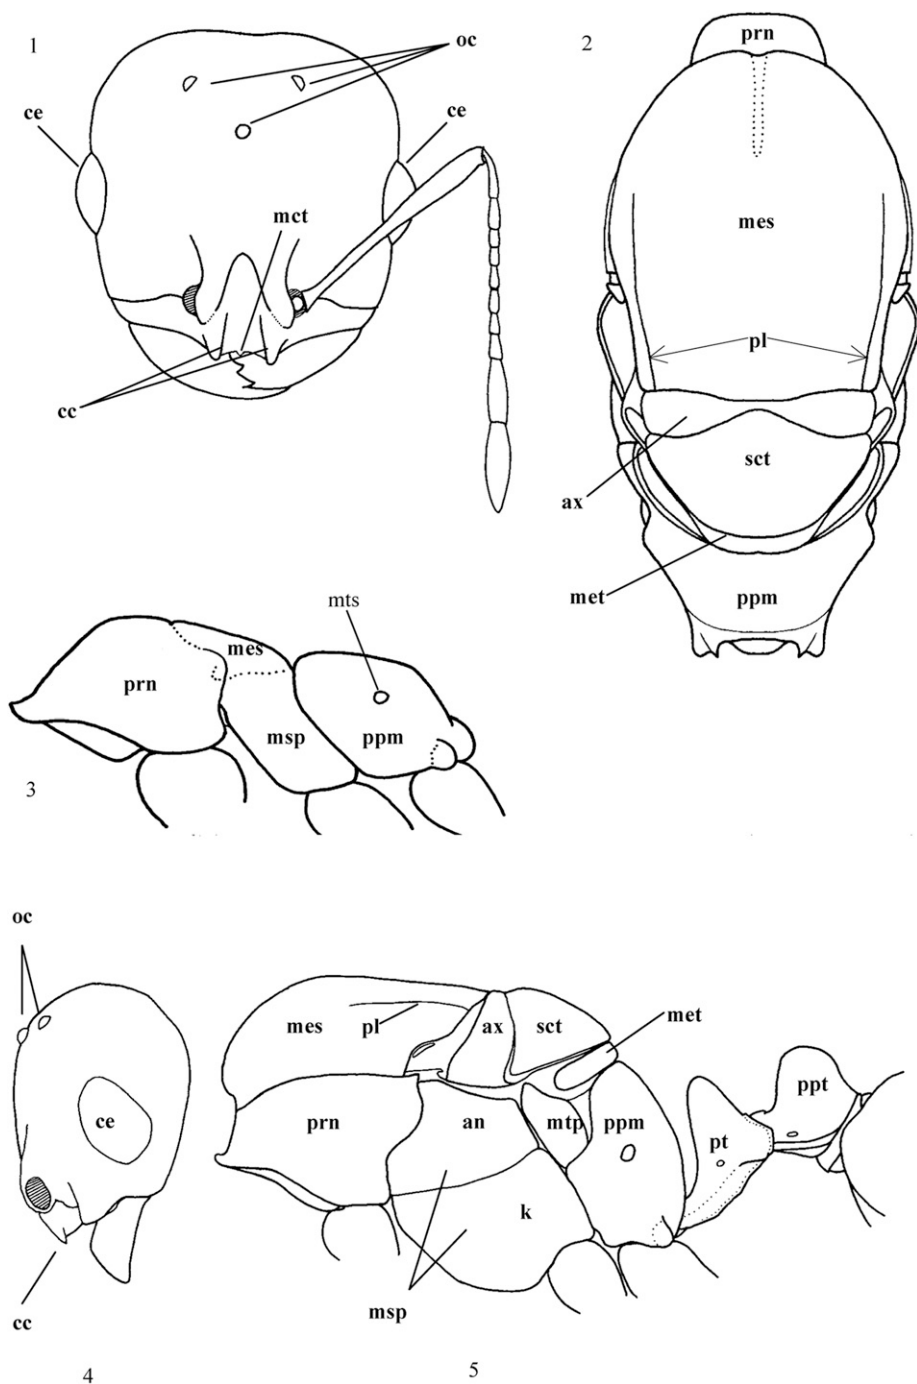 1
oc
ce
ce
mct
cc
2
prn
mes
pl
sct
ax
met
ppm
mts
mes
prn
msp
ppm
3
oc
ce
cc
4
mes
pl
ax
sct
met
prn
an
mtp
ppm
pt
ppt
k
msp
5